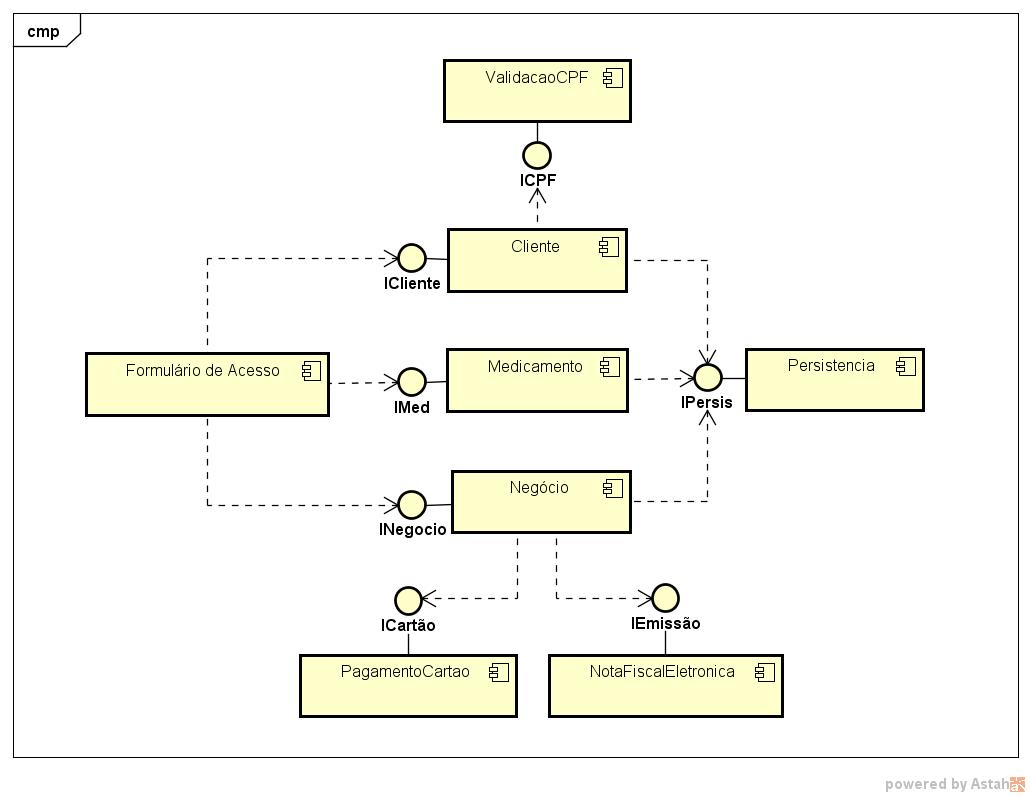 cmp
ValidacaoCPF
ICPF
Cliente
ICliente
Formulário de Acesso
Medicamento
IMed
Persistencia
IPersis
Negócio
INegocio
ICartão
IEmissão
PagamentoCartao
NotaFiscalEletronica
powered by Astah